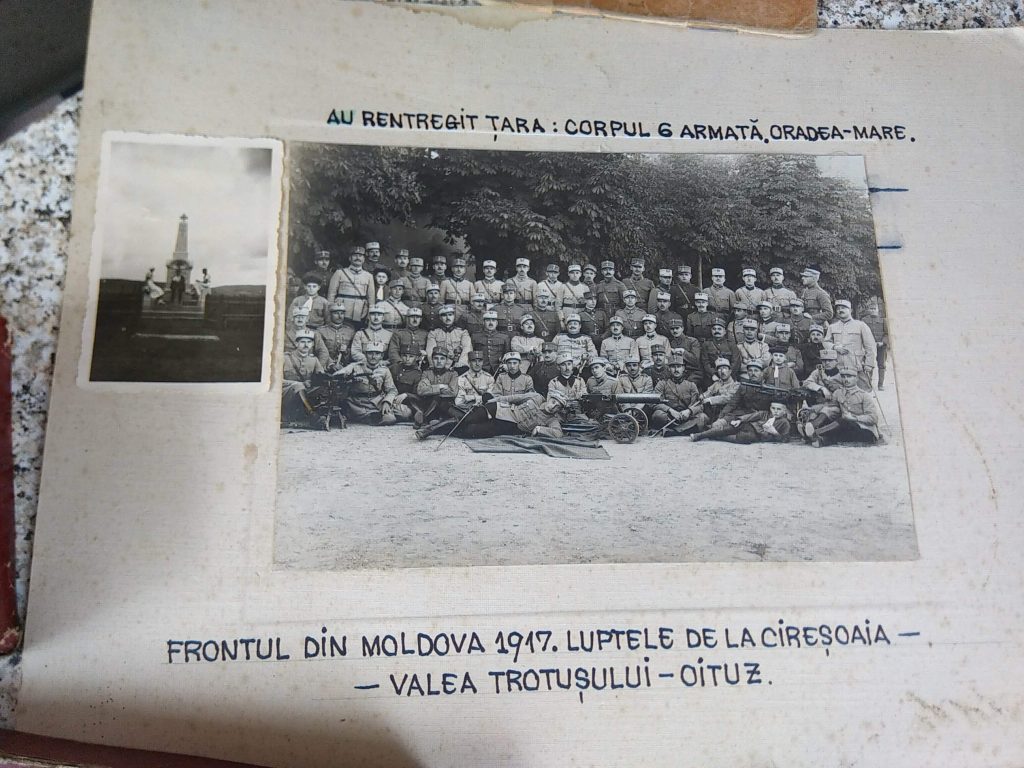 AU RENTREGIT ȚARA : CORPUL 6 ARMATĂ. ORADEA-MARE.
FRONTUL DIN MOLDOVA 1917. LUPTELE DE LA CIREȘOAIA —
— VALEA TROTUȘULUI – OITUZ.